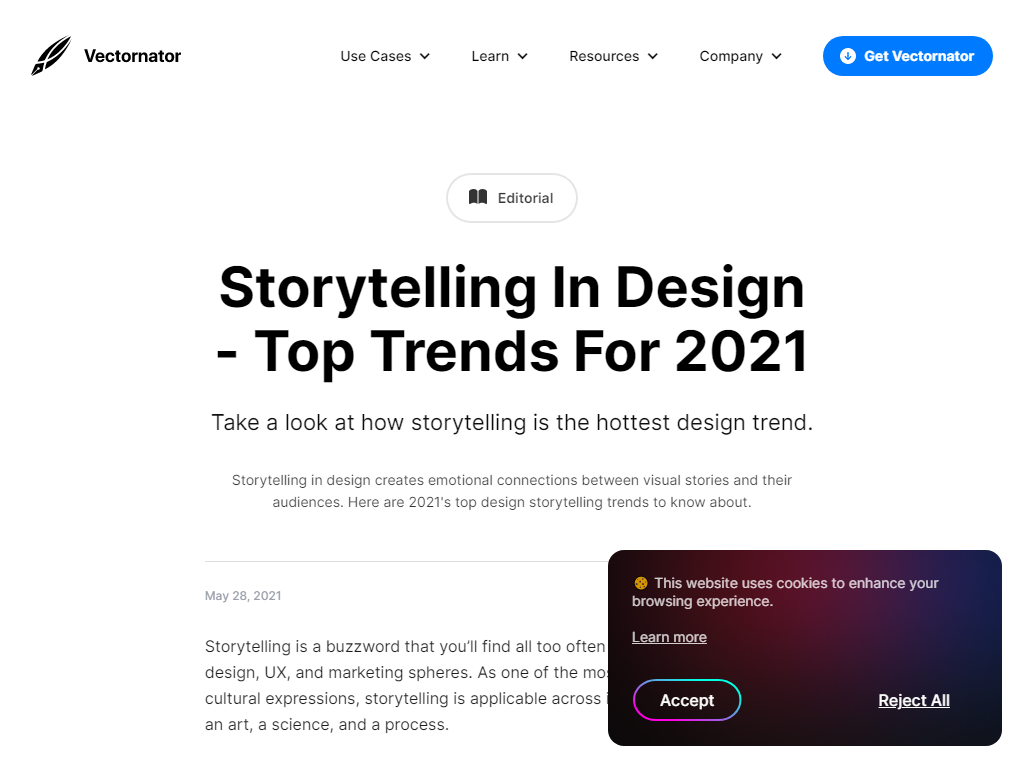 Vectornator
Use Cases
Learn
Resources
Company
Get Vectornator
Editorial
Storytelling In Design
- Top Trends For 2021
Take a look at how storytelling is the hottest design trend.
Storytelling in design creates emotional connections between visual stories and their
audiences. Here are 2021's top design storytelling trends to know about.
May 28, 2021
Storytelling is a buzzword that you’ll find all too often
design, UX, and marketing spheres. As one of the
cultural expressions, storytelling is applicable across
an art, a science, and a process.
This website uses cookies to enhance your
browsing experience.
Learn more
Accept
Reject All